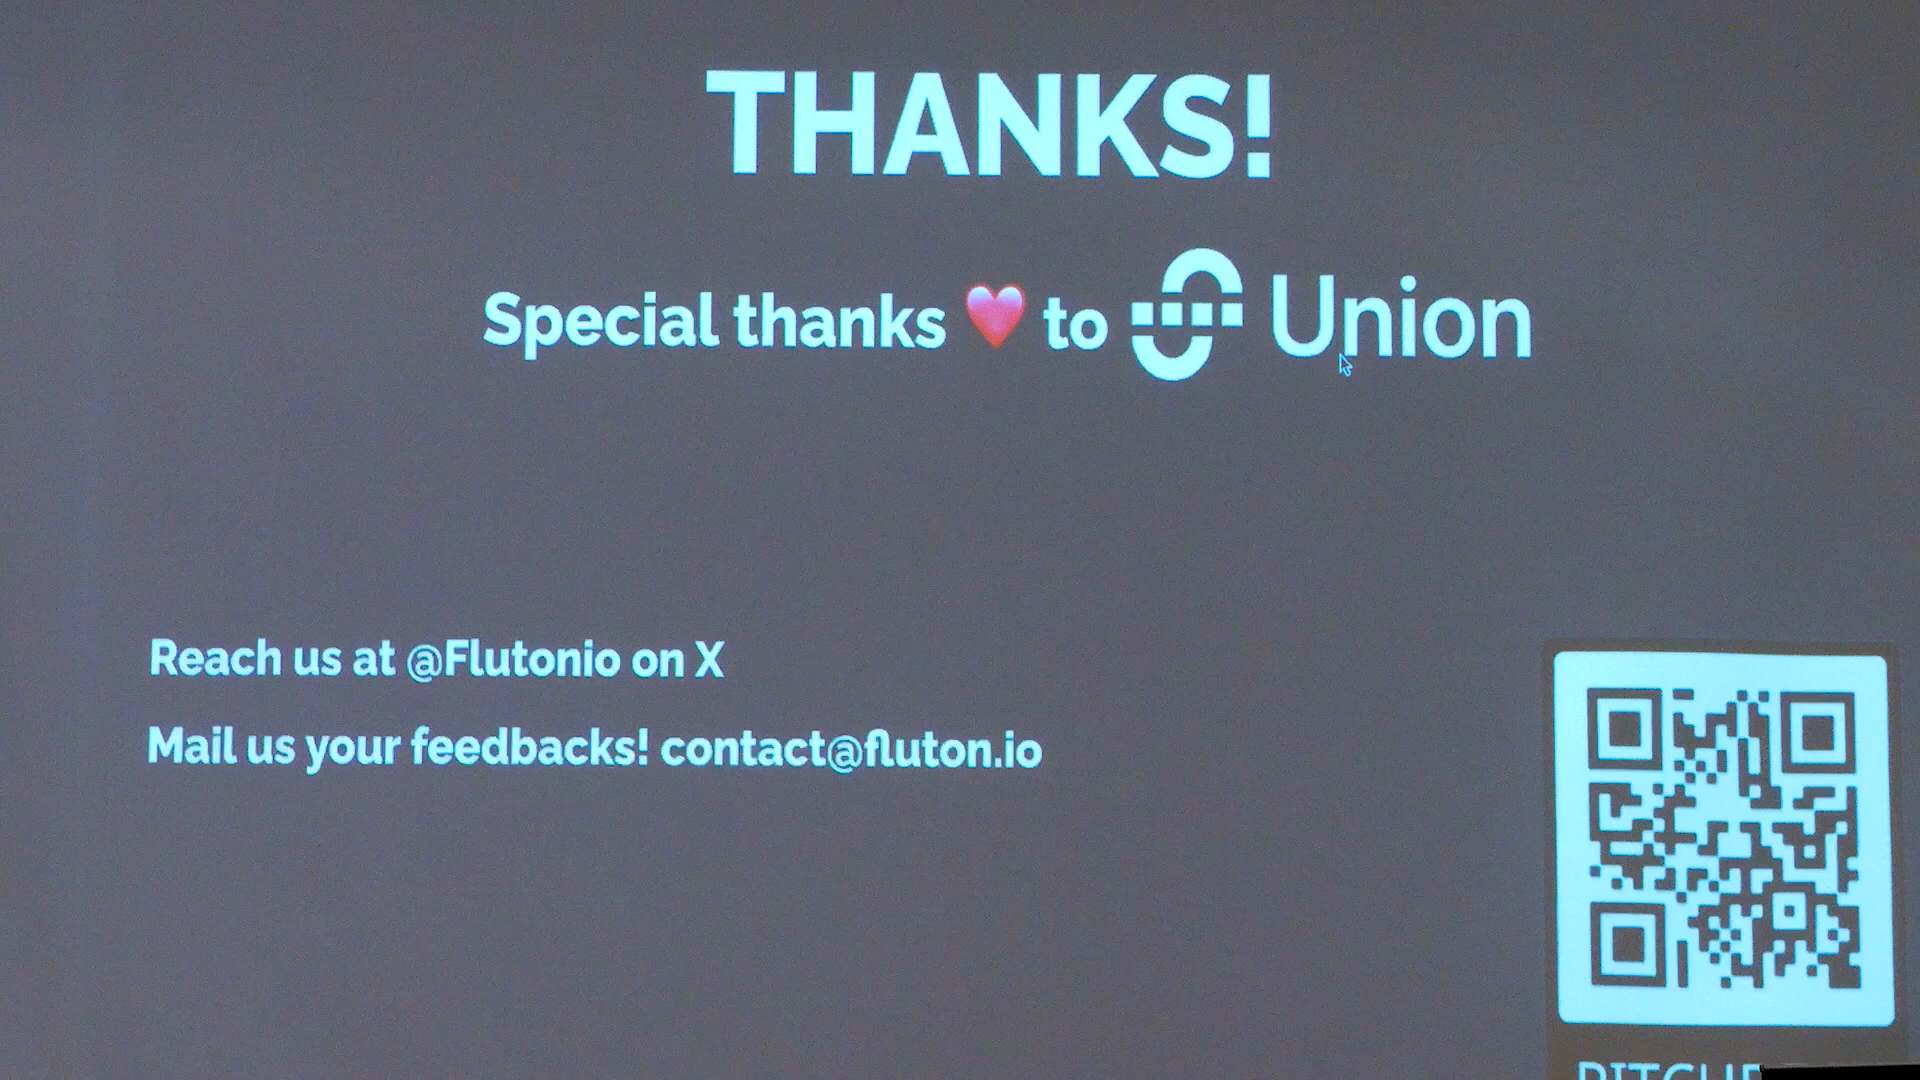 THANKS!
Special thanks ❤️ to Union
Reach us at @Flutonio on X
Mail us your feedbacks! contact@fluton.io